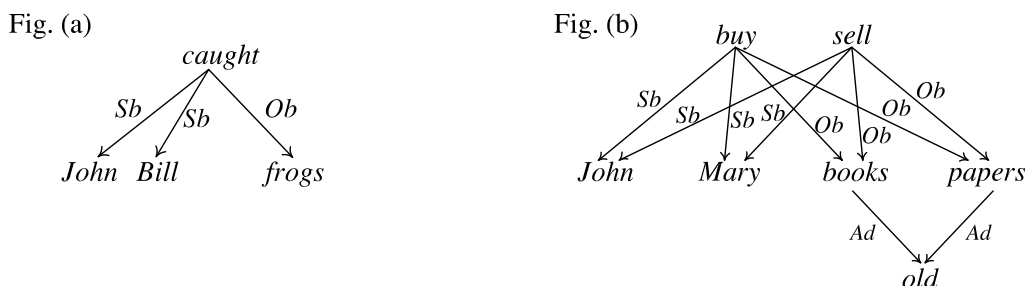 Fig. (a)
Fig. (b)
caught
buy sell
Sb Sb Ob
Sb Sb Sb Sb Ob Ob Ob Ob
John Bill frogs
John Mary books papers
Ad Ad
old